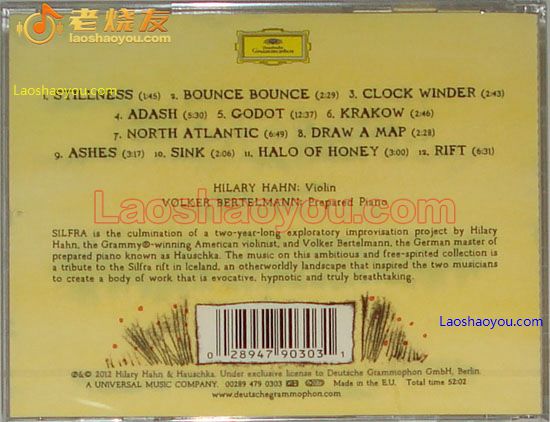 老烧友
laoshaoyou.com
Deutsche
Grammophon
Laoshaoyou.com
1. STILLNESS (1:45) 2. BOUNCE BOUNCE (2:29) 3. CLOCK WINDER (2:43)
4. ADASH (5:30) 5. GODOT (12:37) 6. KRAKOW (2:46)
7. NORTH ATLANTIC (6:49) 8. DRAW A MAP (2:28)
9. ASHES (3:17) 10. SINK (2:06) 11. HALO OF HONEY (3:00) 12. RIFT (6:31)
HILARY HAHN: Violin
VOLKER BERTELMANN: Prepared Piano
Laoshaoyou.com
SILFRA is the culmination of a two-year-long exploratory improvisation project by Hilary
Hahn, the Grammy®-winning American violinist, and Volker Bertelmann, the German master of
prepared piano known as Hauschka. The music on this ambitious and free-spirited collection
is a tribute to the Silfra rift in Iceland, an otherworldly landscape that inspired the two musicians
to create a body of work that is evocative, hypnotic and truly breathtaking.
Laoshaoyou.com
0 28947 90303 1
℗&© 2012 Hilary Hahn & Hauschka. Under exclusive license to Deutsche Grammophon GmbH, Berlin.
A UNIVERSAL MUSIC COMPANY. 00289 479 0303 Made in the E.U. Total time 52:02
www.deutschegrammophon.com